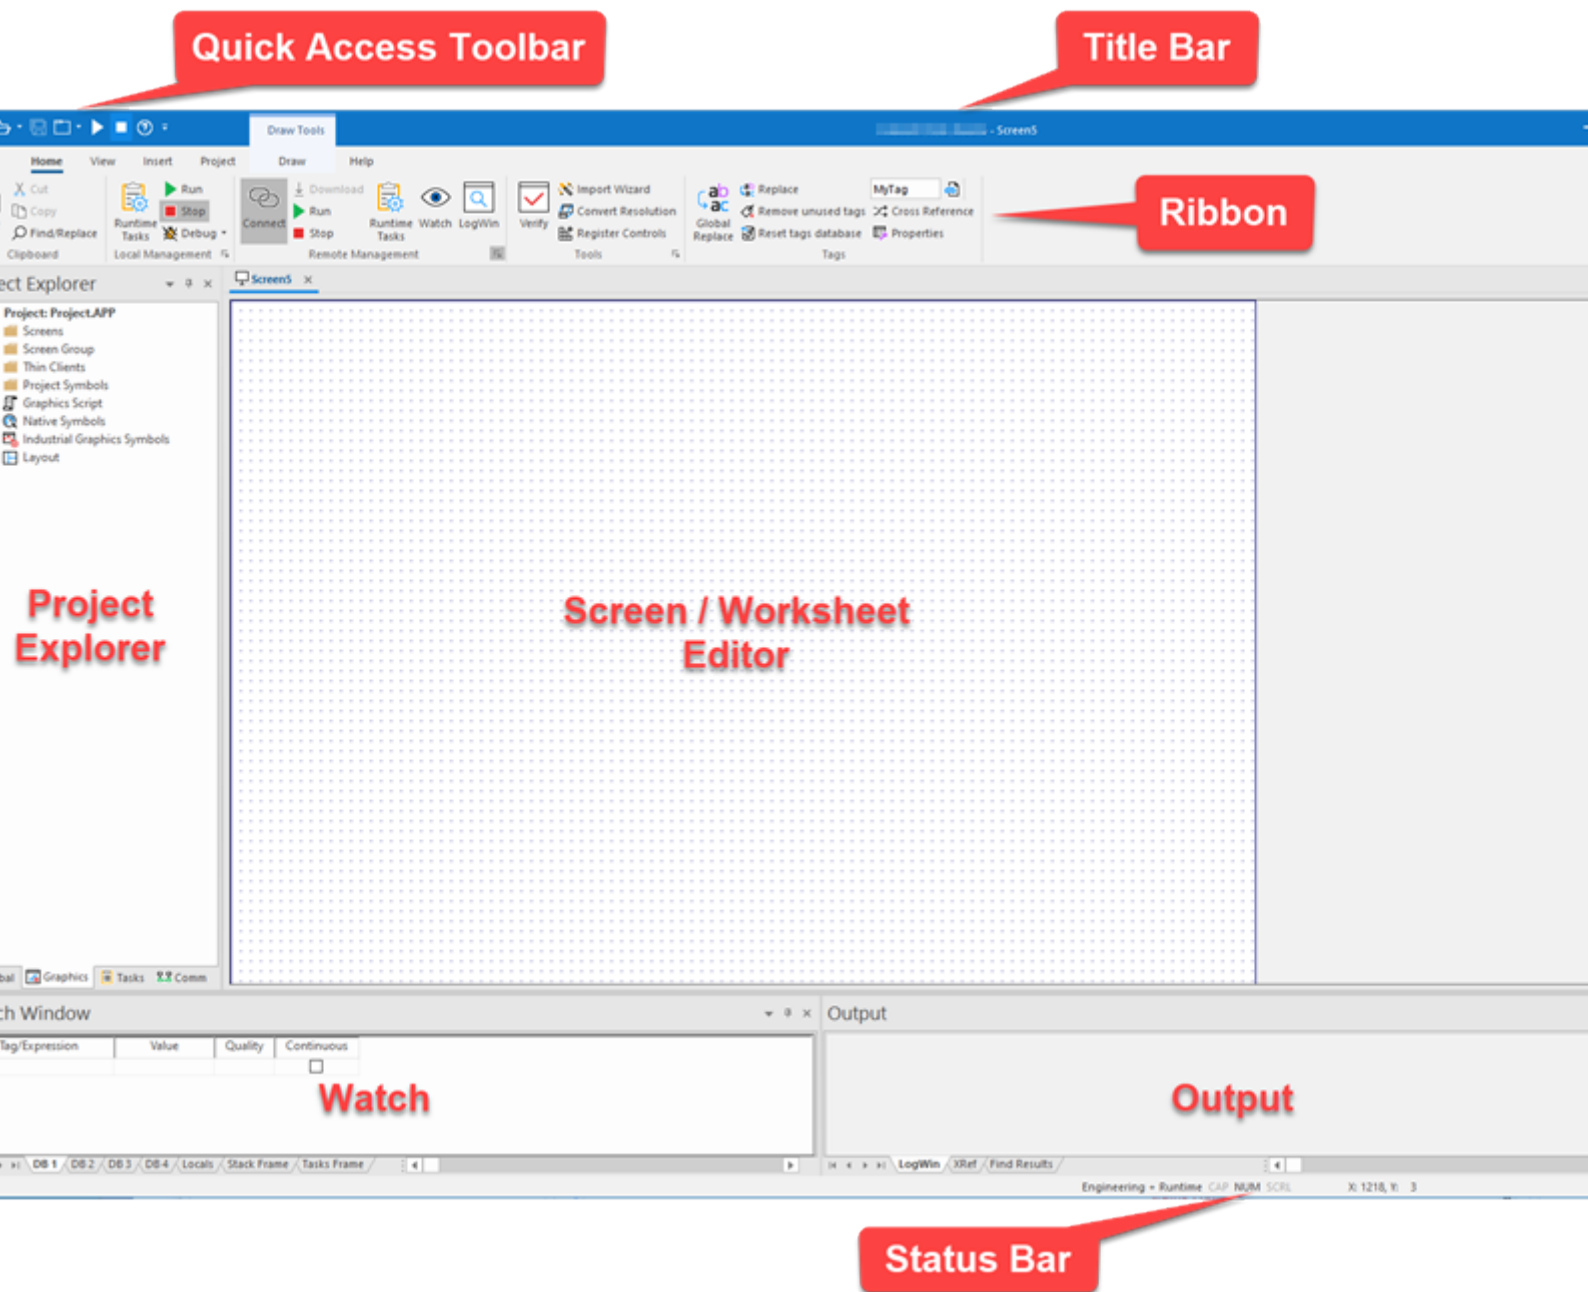 Quick Access Toolbar
Title Bar
Draw Tools
- Screen5
Home View Insert Project Draw Help
Cut
Copy
Find/Replace
Clipboard
Runtime Tasks
Run
Stop
Debug
Local Management
Connect
Download
Run
Stop
Runtime Tasks
Watch
LogWin
Remote Management
Verify
Import Wizard
Convert Resolution
Register Controls
Tools
Global Replace
Replace
Remove unused tags
Reset tags database
MyTag
Cross Reference
Properties
Tags
Ribbon
ect Explorer
Screen5
Project: Project.APP
Screens
Screen Group
Thin Clients
Project Symbols
Graphics Script
Native Symbols
Industrial Graphics Symbols
Layout
Project
Explorer
Screen / Worksheet
Editor
bal Graphics Tasks Comm
ch Window
Output
Tag/Expression Value Quality Continuous
Watch
Output
DB 1 DB 2 DB 3 DB 4 Locals Stack Frame Tasks Frame
LogWin XRef Find Results
Engineering + Runtime CAP NUM SCRL X: 1218, Y: 3
Status Bar